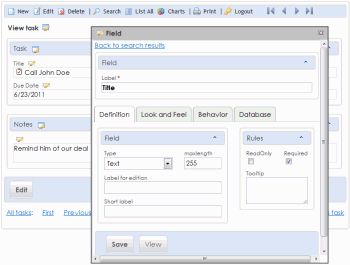 New Edit Delete | Search List All Charts | Print | Logout
View task
Task
Title
Call John Doe
Due Date
6/23/2011
Notes
Remind him of our deal
Edit
All tasks: First Previous
task
Field
Back to search results
Field
Label *
Title
Definition Look and Feel Behavior Database
Field
Type maxlength
Text 255
Label for edition
Short label
Rules
ReadOnly Required
Tooltip
Save View